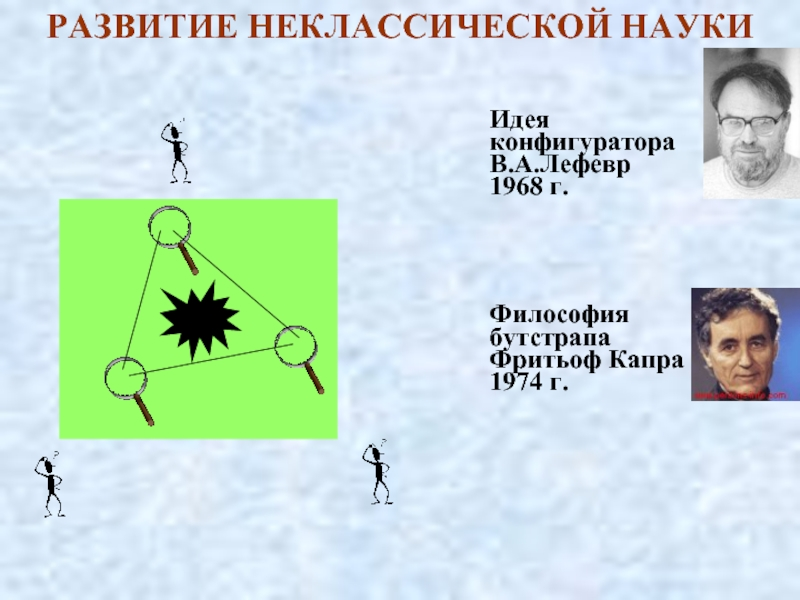 РАЗВИТИЕ НЕКЛАССИЧЕСКОЙ НАУКИ
Идея
конфигуратора
В.А.Лефевр
1968 г.
Философия
бутстрапа
Фритьоф Капра
1974 г.
?
?